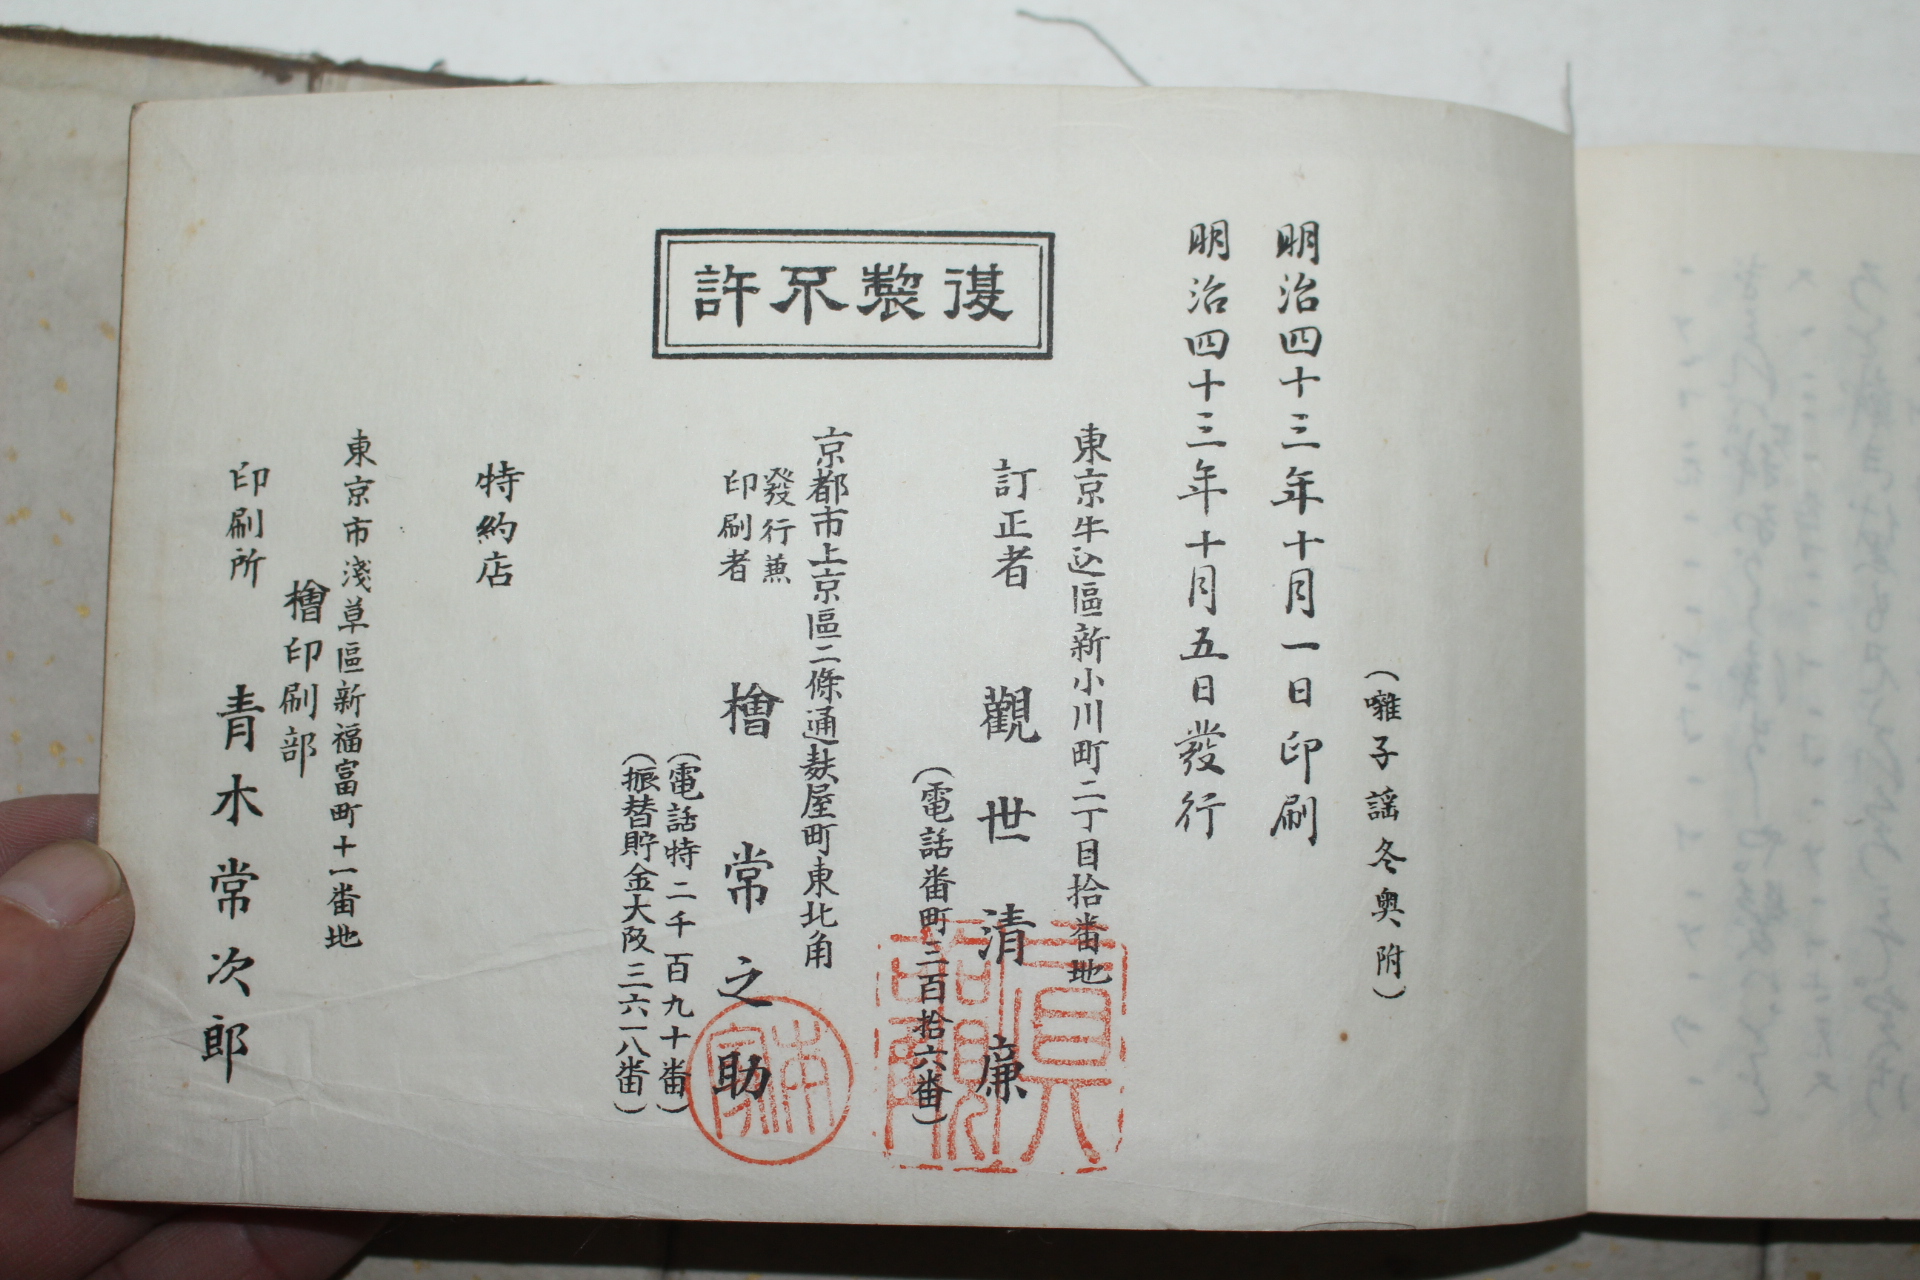 (囃子謡冬奥附)
明治四十三年十月一日印刷
明治四十三年十月五日發行
復製不許
東京牛込區新小川町二丁目拾番地
訂正者 觀世清廉
(電話番町二百拾六番)
京都市上京區二條通麸屋町東北角
發行兼
印刷者 檜常之助
(電話特二千百九十番)
(振替貯金大阪三六一八番)
特約店
東京市淺草區新福富町十一番地
檜印刷部
印刷所 青木常次郎